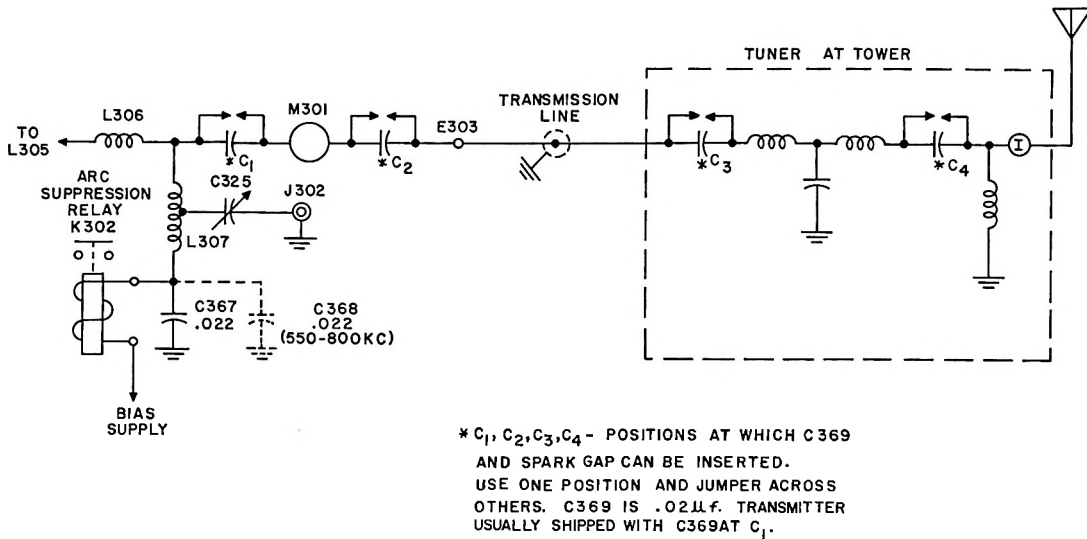 TUNER AT TOWER
TRANSMISSION
LINE
L306
M301
E303
TO
L305
*C₁
*C₂
*C₃
*C₄
I
C325
J302
ARC
SUPPRESSION
RELAY
K302
L307
C367
.022
C368
.022
(550-800KC)
BIAS
SUPPLY
* C₁, C₂, C₃, C₄ - POSITIONS AT WHICH C369
AND SPARK GAP CAN BE INSERTED.
USE ONE POSITION AND JUMPER ACROSS
OTHERS. C369 IS .02µf. TRANSMITTER
USUALLY SHIPPED WITH C369AT C₁.